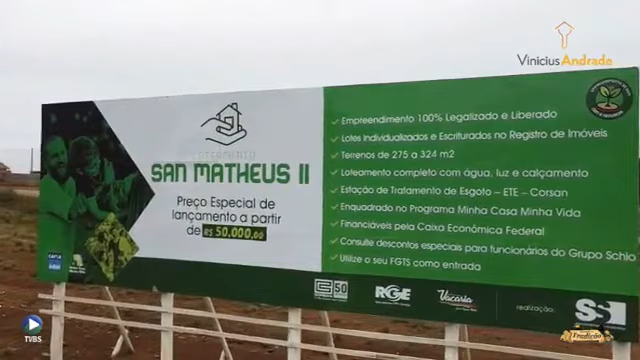 Vinicius Andrade
LOTEAMENTO
SAN MATHEUS II
Preço Especial de
lançamento a partir
de R$ 50.000,00
Empreendimento 100% Legalizado e Liberado
Lotes Individualizados e Escriturados no Registro de Imóveis
Terrenos de 275 a 324 m2
Loteamento completo com água, luz e calçamento
Estação de Tratamento de Esgoto - ETE - Corsan
Enquadrado no Programa Minha Casa Minha Vida
Financiáveis pela Caixa Econômica Federal
Consulte descontos especiais para funcionários do Grupo Schio
Utilize o seu FGTS como entrada
CAIXA
50
RGE
Vacaria
realização:
SSI
Tradição
TVBS